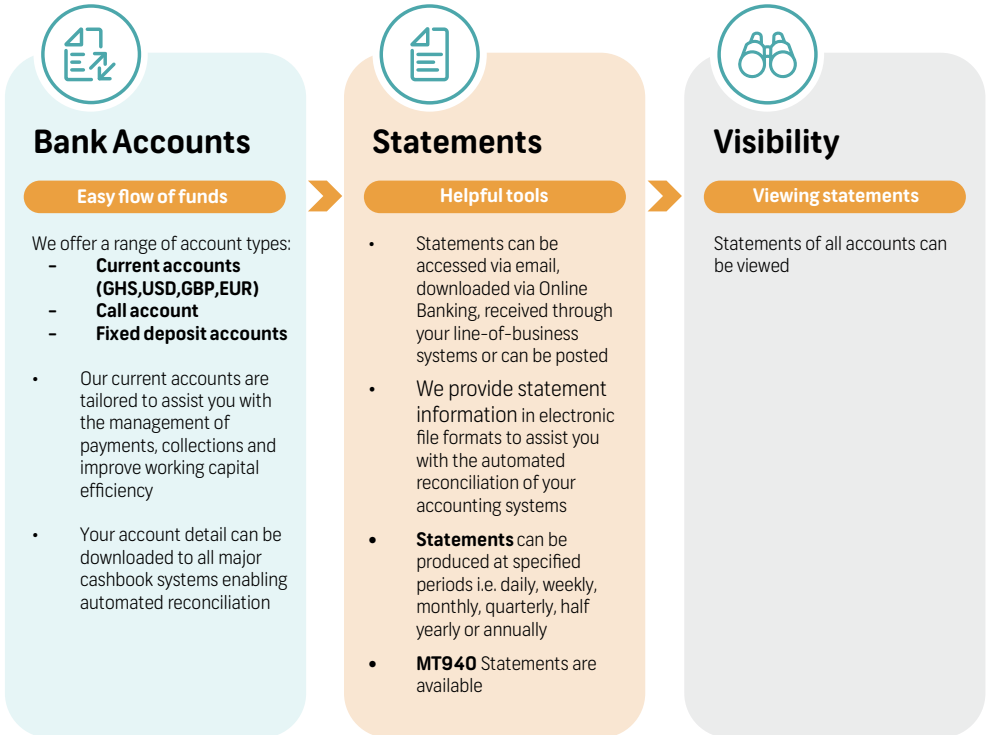 Bank Accounts
Easy flow of funds
We offer a range of account types:
- Current accounts
(GHS,USD,GBP,EUR)
- Call account
- Fixed deposit accounts
• Our current accounts are
tailored to assist you with
the management of
payments, collections and
improve working capital
efficiency
• Your account detail can be
downloaded to all major
cashbook systems enabling
automated reconciliation
Statements
Helpful tools
• Statements can be
accessed via email,
downloaded via Online
Banking, received through
your line-of-business
systems or can be posted
• We provide statement
information in electronic
file formats to assist you
with the automated
reconciliation of your
accounting systems
• Statements can be
produced at specified
periods i.e. daily, weekly,
monthly, quarterly, half
yearly or annually
• MT940 Statements are
available
Visibility
Viewing statements
Statements of all accounts can
be viewed